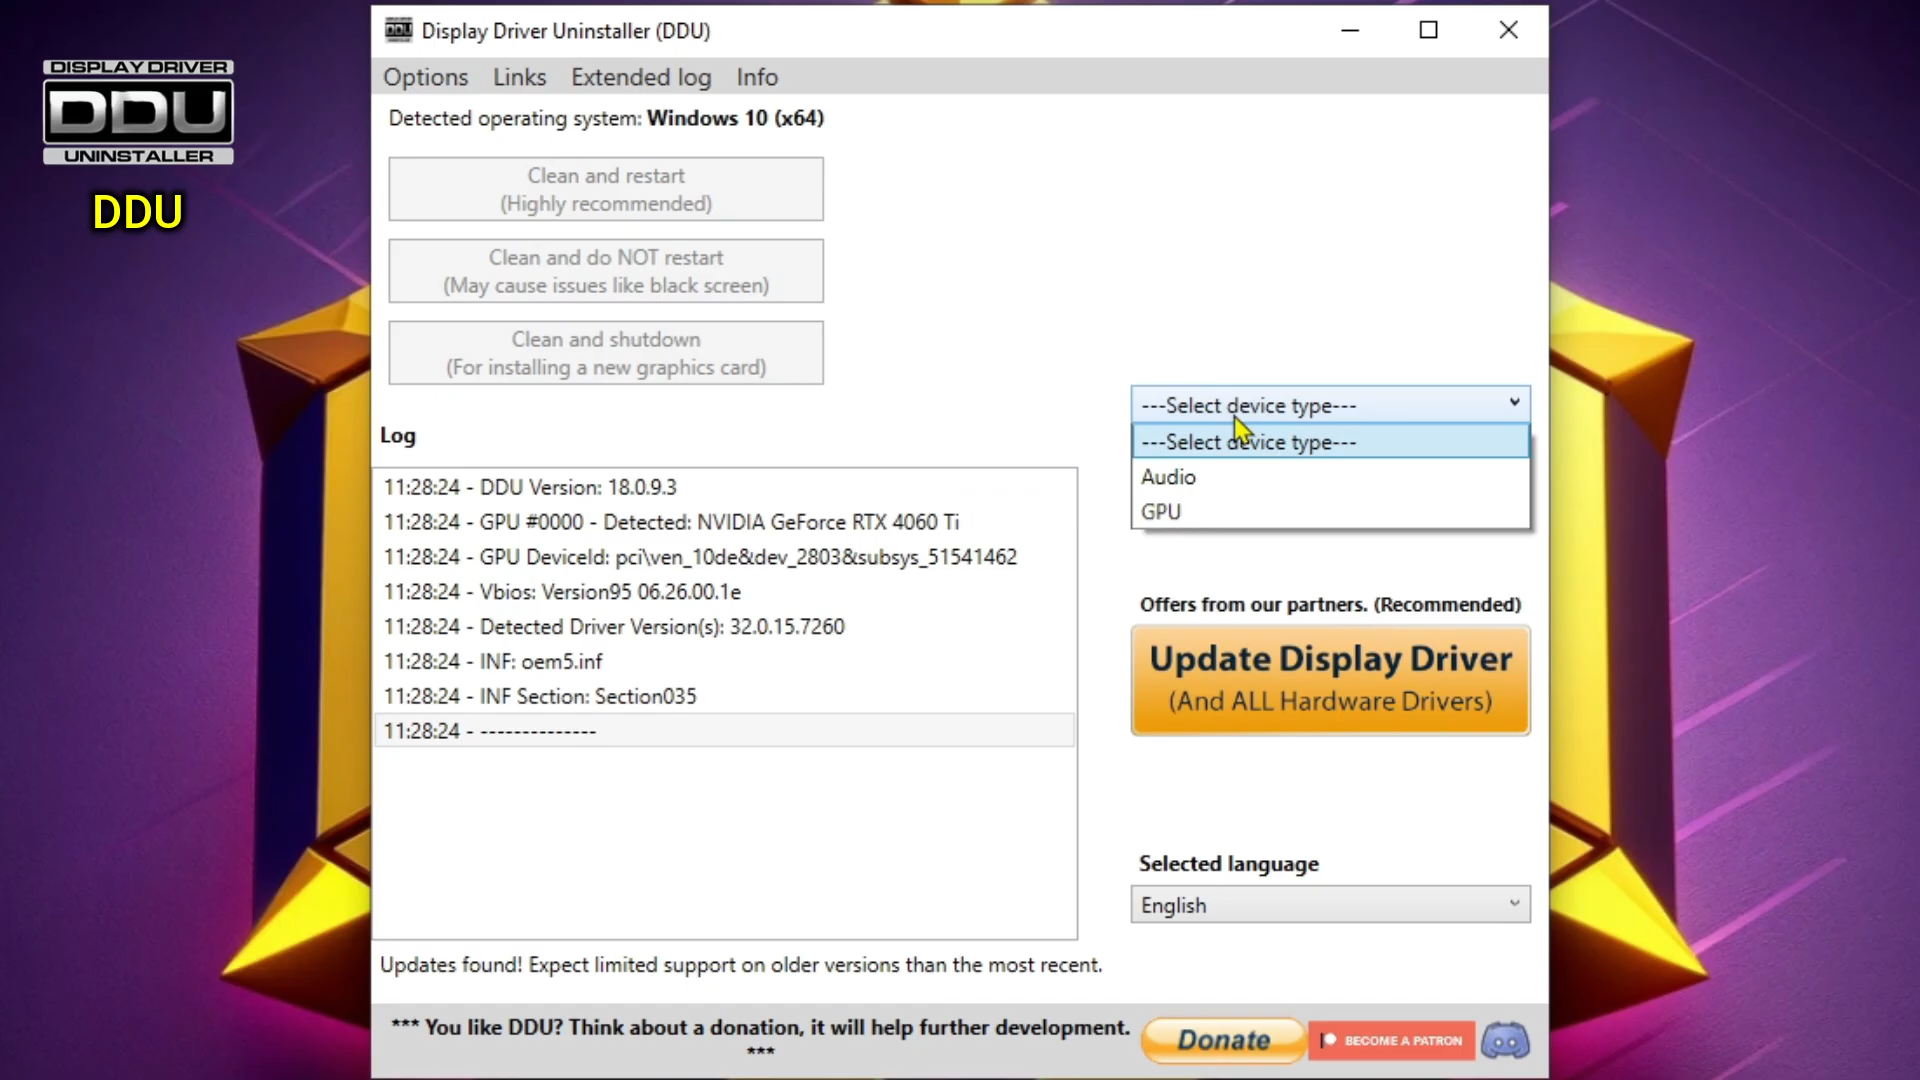 DISPLAY DRIVER
DDU
UNINSTALLER
DDU
DDU
Display Driver Uninstaller (DDU)
Options Links Extended log Info
Detected operating system: Windows 10 (x64)
Clean and restart
(Highly recommended)
Clean and do NOT restart
(May cause issues like black screen)
Clean and shutdown
(For installing a new graphics card)
---Select device type---
---Select device type---
Audio
GPU
Log
11:28:24 - DDU Version: 18.0.9.3
11:28:24 - GPU #0000 - Detected: NVIDIA GeForce RTX 4060 Ti
11:28:24 - GPU DeviceId: pci\ven_10de&dev_2803&subsys_51541462
11:28:24 - Vbios: Version95 06.26.00.1e
11:28:24 - Detected Driver Version(s): 32.0.15.7260
11:28:24 - INF: oem5.inf
11:28:24 - INF Section: Section035
11:28:24 - --------------
Offers from our partners. (Recommended)
Update Display Driver
(And ALL Hardware Drivers)
Selected language
English
Updates found! Expect limited support on older versions than the most recent.
*** You like DDU? Think about a donation, it will help further development.
***
Donate
BECOME A PATRON